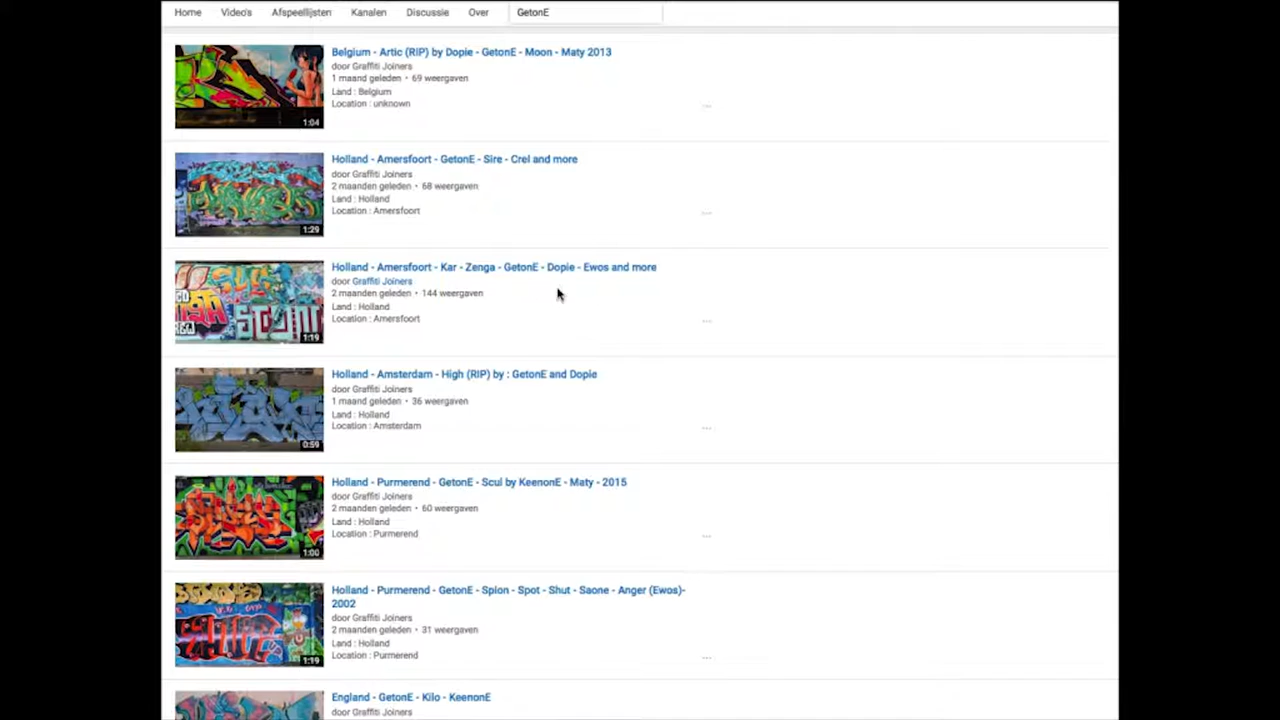 Home Video's Afspeellijsten Kanalen Discussie Over GetonE
Belgium - Artic (RIP) by Dopie - GetonE - Moon - Maty 2013
door Graffiti Joiners
1 maand geleden • 69 weergaven
Land : Belgium
Location : unknown
1:04
Holland - Amersfoort - GetonE - Sire - Crel and more
door Graffiti Joiners
2 maanden geleden • 68 weergaven
Land : Holland
Location : Amersfoort
1:29
Holland - Amersfoort - Kar - Zenga - GetonE - Dopie - Ewos and more
door Graffiti Joiners
2 maanden geleden • 144 weergaven
Land : Holland
Location : Amersfoort
1:19
Holland - Amsterdam - High (RIP) by : GetonE and Dopie
door Graffiti Joiners
1 maand geleden • 36 weergaven
Land : Holland
Location : Amsterdam
0:59
Holland - Purmerend - GetonE - Scul by KeenonE - Maty - 2015
door Graffiti Joiners
2 maanden geleden • 60 weergaven
Land : Holland
Location : Purmerend
1:00
Holland - Purmerend - GetonE - Spion - Spot - Shut - Saone - Anger (Ewos)-
2002
door Graffiti Joiners
2 maanden geleden • 31 weergaven
Land : Holland
Location : Purmerend
1:19
England - GetonE - Kilo - KeenonE
door Graffiti Joiners